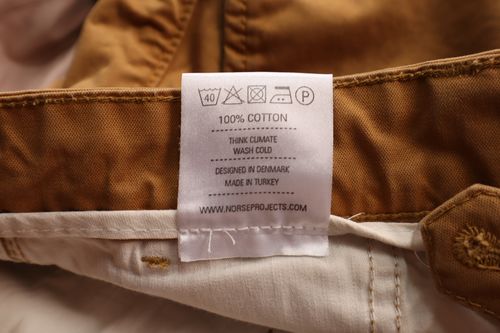 40 P
100% COTTON
THINK CLIMATE
WASH COLD
DESIGNED IN DENMARK
MADE IN TURKEY
WWW.NORSEPROJECTS.COM